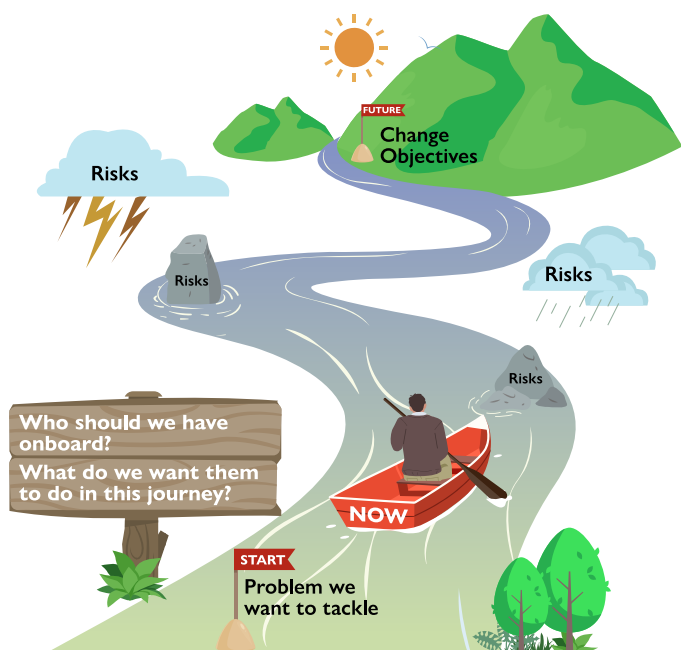 FUTURE
Change
Objectives
Risks
Risks
Risks
Risks
Who should we have
onboard?
What do we want them
to do in this journey?
NOW
START
Problem we
want to tackle